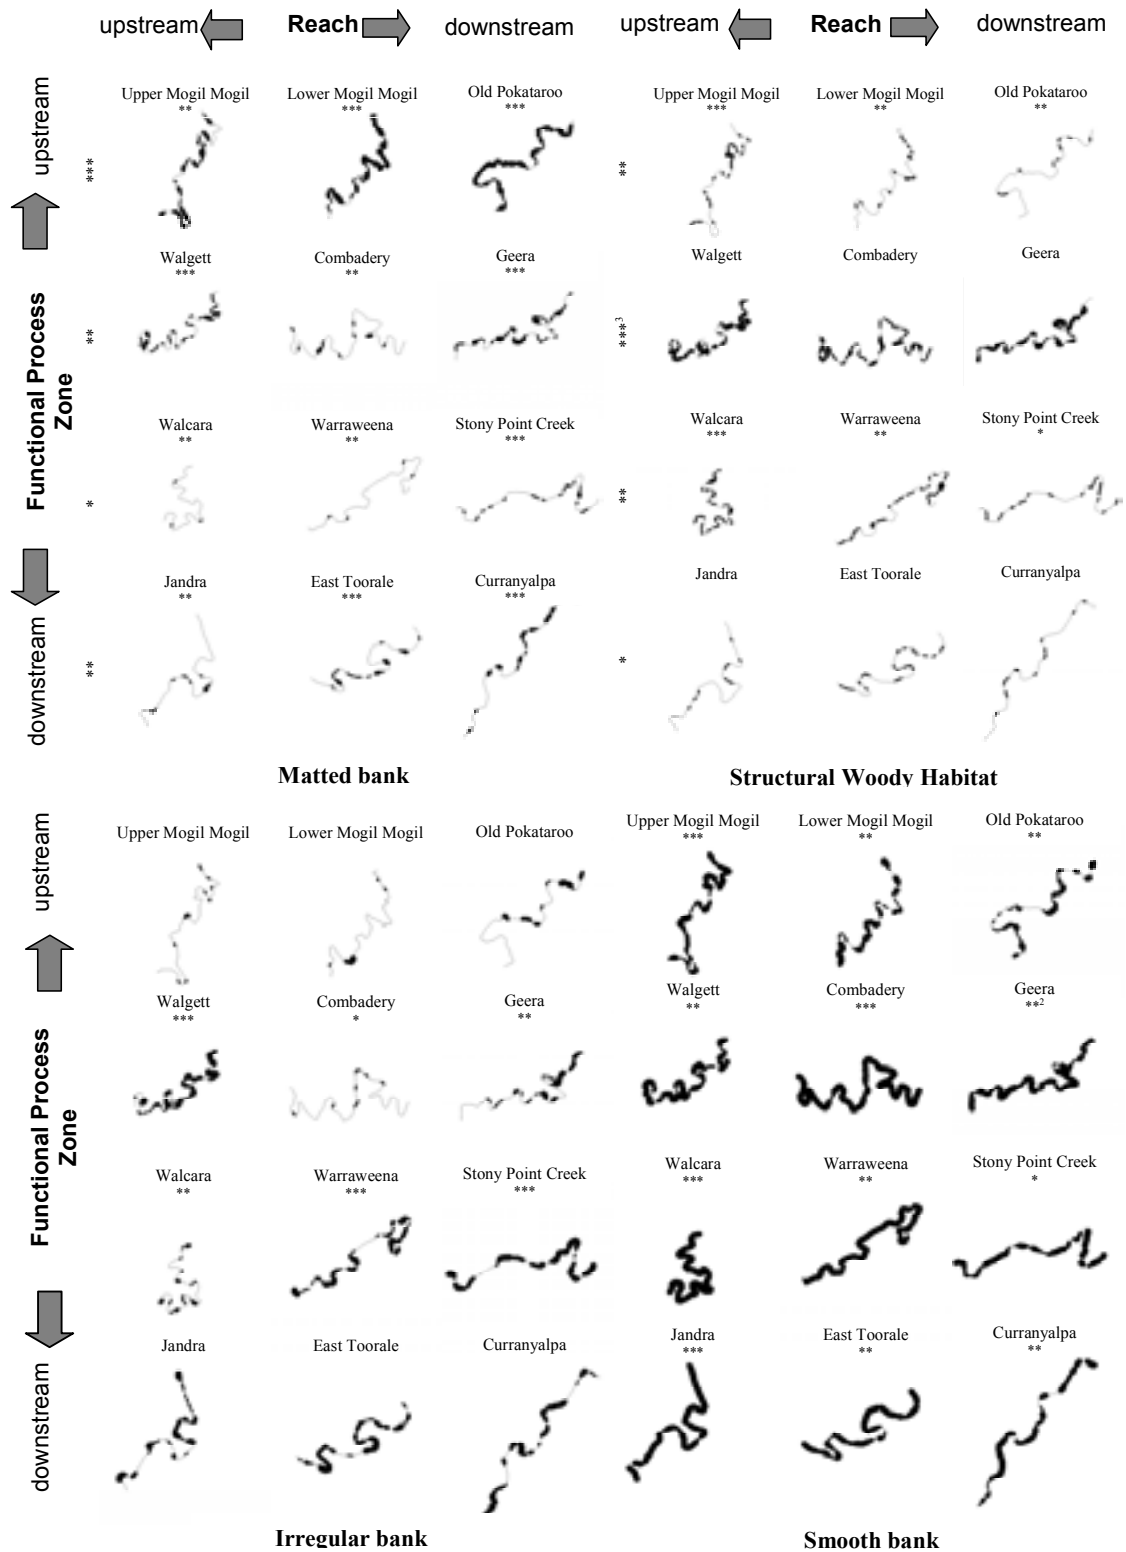 upstream Reach downstream upstream Reach downstream
upstream
Upper Mogil Mogil Lower Mogil Mogil Old Pokataroo Upper Mogil Mogil Lower Mogil Mogil Old Pokataroo
** *** *** *** ** **
*** **
Walgett Combadery Geera Walgett Combadery Geera
*** ** ***
** ***3
Functional Process
Zone
Walcara Warraweena Stony Point Creek Walcara Warraweena Stony Point Creek
** ** *** *** ** *
* **
Jandra East Toorale Curranyalpa Jandra East Toorale Curranyalpa
** *** ***
** *
downstream
Matted bank Structural Woody Habitat
upstream
Upper Mogil Mogil Lower Mogil Mogil Old Pokataroo Upper Mogil Mogil Lower Mogil Mogil Old Pokataroo
*** ** **
Walgett Combadery Geera Walgett Combadery Geera
*** * ** ** *** **2
Functional Process
Zone
Walcara Warraweena Stony Point Creek Walcara Warraweena Stony Point Creek
** *** *** *** ** *
Jandra East Toorale Curranyalpa Jandra East Toorale Curranyalpa
*** ** **
downstream
Irregular bank Smooth bank